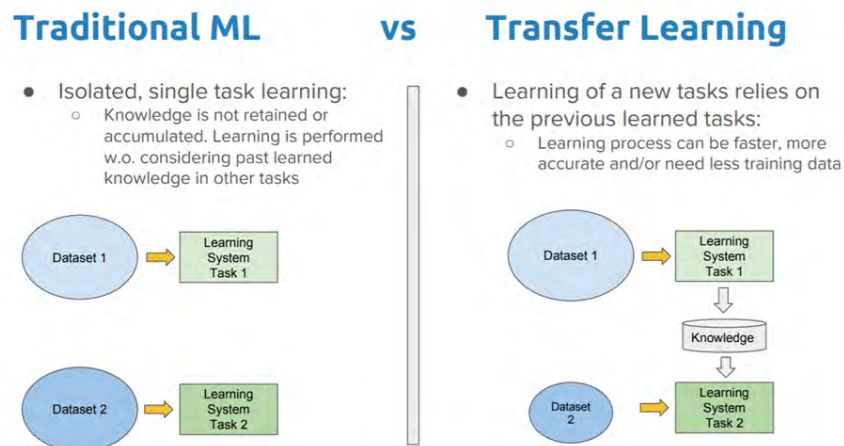 Traditional ML vs Transfer Learning
Isolated, single task learning:
Knowledge is not retained or
accumulated. Learning is performed
w.o. considering past learned
knowledge in other tasks
Learning of a new tasks relies on
the previous learned tasks:
Learning process can be faster, more
accurate and/or need less training data
Dataset 1
Learning
System
Task 1
Dataset 2
Learning
System
Task 2
Dataset 1
Learning
System
Task 1
Knowledge
Dataset
2
Learning
System
Task 2